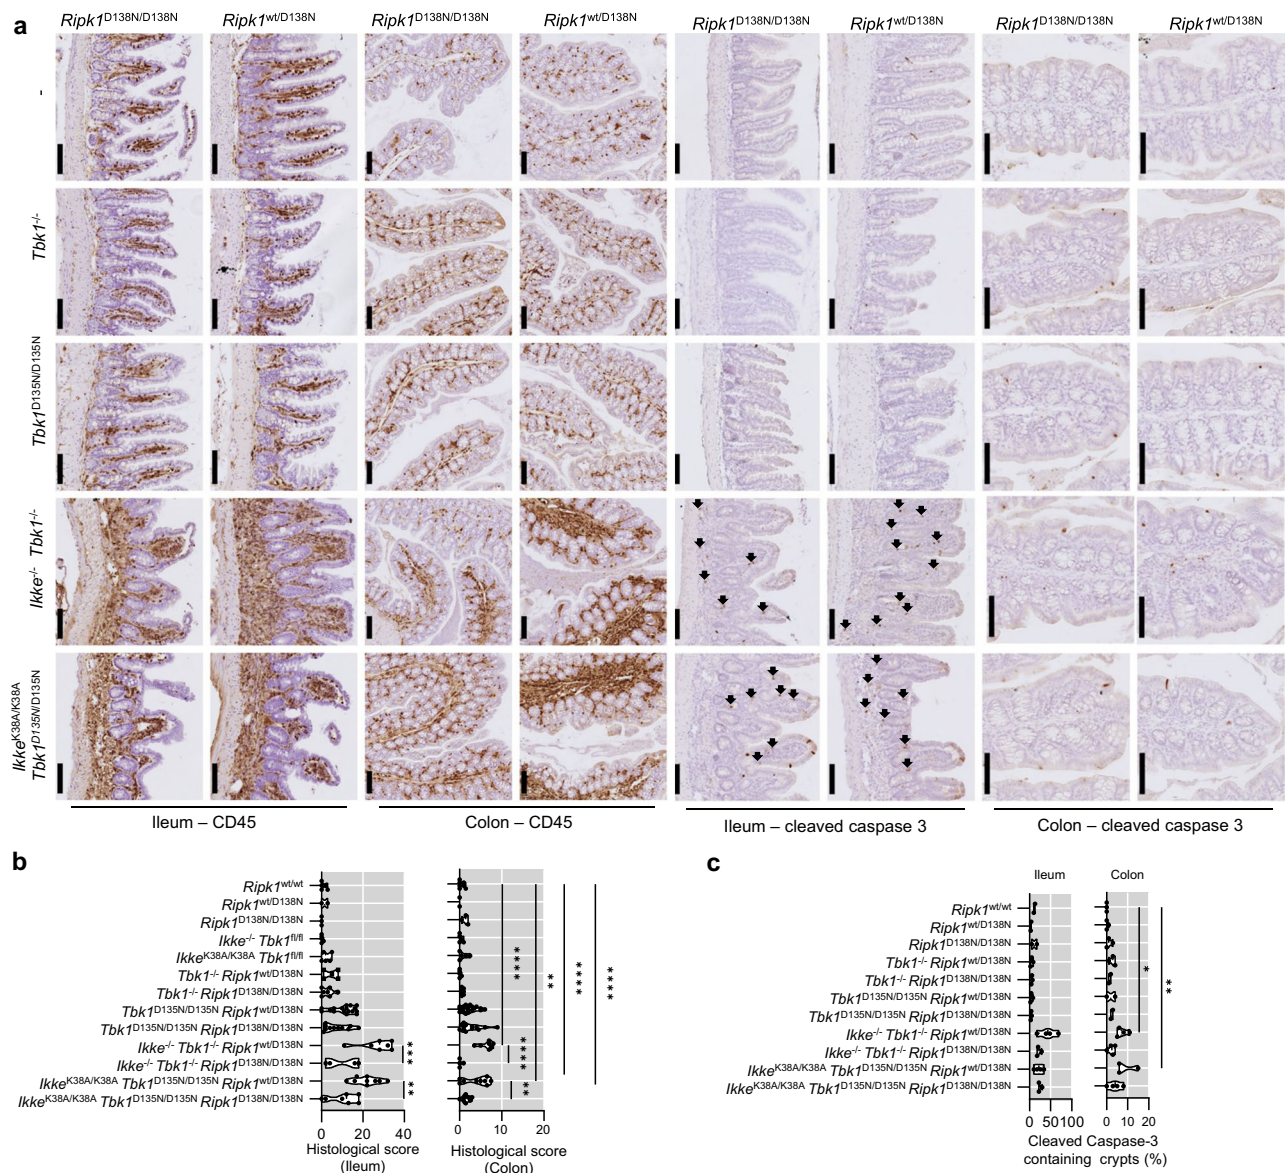 a
Ripk1D138N/D138N Ripk1wt/D138N Ripk1D138N/D138N Ripk1wt/D138N Ripk1D138N/D138N Ripk1wt/D138N Ripk1D138N/D138N Ripk1wt/D138N
-
Tbk1-/-
Tbk1D135N/D135N
Ikke-/- Tbk1-/-
IkkeK38A/K38A
Tbk1D135N/D135N
Ileum – CD45
Colon – CD45
Ileum – cleaved caspase 3
Colon – cleaved caspase 3
b
Ripk1wt/wt
Ripk1wt/D138N
Ripk1D138N/D138N
Ikke-/- Tbk1fl/fl
IkkeK38A/K38A Tbk1fl/fl
Tbk1-/- Ripk1wt/D138N
Tbk1-/- Ripk1D138N/D138N
Tbk1D135N/D135N Ripk1wt/D138N
Tbk1D135N/D135N Ripk1D138N/D138N
Ikke-/- Tbk1-/- Ripk1wt/D138N
Ikke-/- Tbk1-/- Ripk1D138N/D138N
IkkeK38A/K38A Tbk1D135N/D135N Ripk1wt/D138N
IkkeK38A/K38A Tbk1D135N/D135N Ripk1D138N/D138N
***
**
0 20 40
Histological score
(Ileum)
****
**
****
****
****
**
0 10 20
Histological score
(Colon)
c
Ileum
Colon
Ripk1wt/wt
Ripk1wt/D138N
Ripk1D138N/D138N
Tbk1-/- Ripk1wt/D138N
Tbk1-/- Ripk1D138N/D138N
Tbk1D135N/D135N Ripk1wt/D138N
Tbk1D135N/D135N Ripk1D138N/D138N
Ikke-/- Tbk1-/- Ripk1wt/D138N
Ikke-/- Tbk1-/- Ripk1D138N/D138N
IkkeK38A/K38A Tbk1D135N/D135N Ripk1wt/D138N
IkkeK38A/K38A Tbk1D135N/D135N Ripk1D138N/D138N
*
**
0 50 100
0 10 20
Cleaved Caspase-3
containing crypts (%)